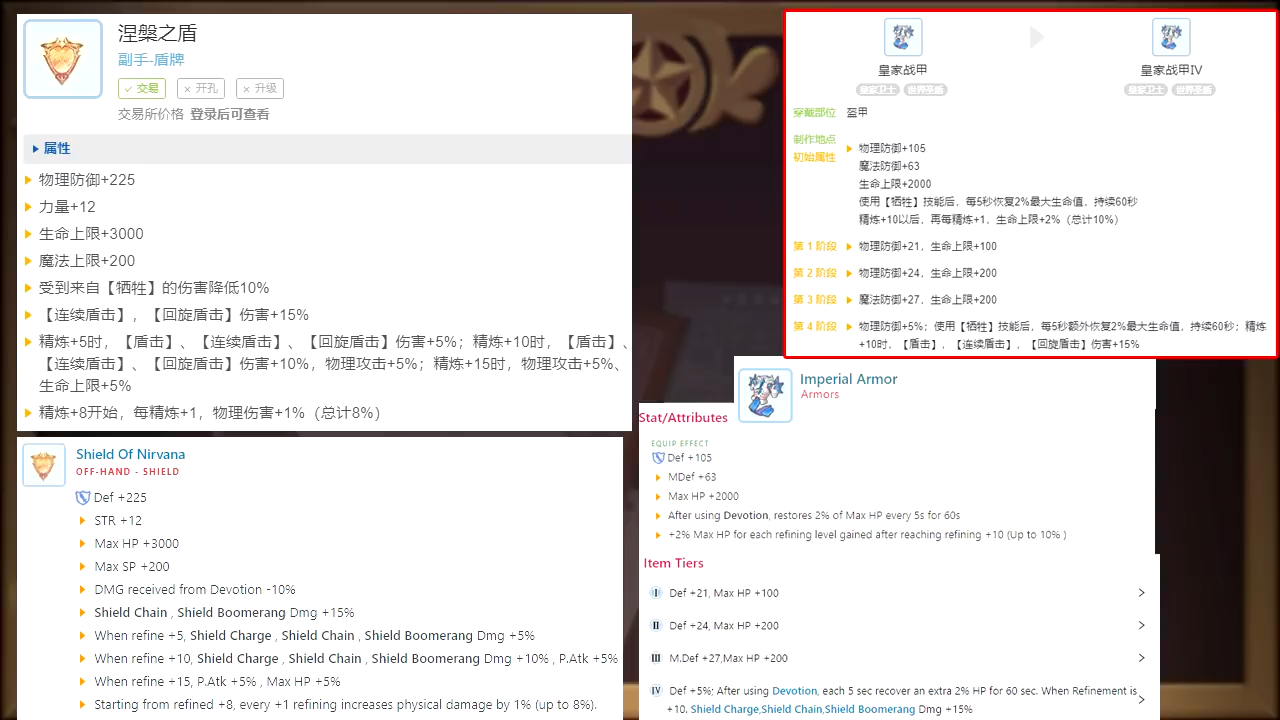 涅槃之盾
副手-盾牌
✓ 交易 × 开孔 × 升级
交易所价格 登录后可查看
属性
物理防御+225
力量+12
生命上限+3000
魔法上限+200
受到来自【牺牲】的伤害降低10%
【连续盾击】，【回旋盾击】伤害+15%
精炼+5时，【盾击】、【连续盾击】、【回旋盾击】伤害+5%；精炼+10时，【盾击】、
【连续盾击】、【回旋盾击】伤害+10%，物理攻击+5%；精炼+15时，物理攻击+5%、
生命上限+5%
精炼+8开始，每精炼+1，物理伤害+1%（总计8%）
Shield Of Nirvana
OFF-HAND - SHIELD
Def +225
STR +12
Max HP +3000
Max SP +200
DMG received from Devotion -10%
Shield Chain , Shield Boomerang Dmg +15%
When refine +5, Shield Charge , Shield Chain , Shield Boomerang Dmg +5%
When refine +10, Shield Charge , Shield Chain , Shield Boomerang Dmg +10% , P.Atk +5%
When refine +15, P.Atk +5% , Max HP +5%
Starting from refined +8, every +1 refining increases physical damage by 1% (up to 8%).
皇家战甲 皇家战甲IV
皇家卫士 世界圣盾 皇家卫士 世界圣盾
穿戴部位 盔甲
制作地点
初始属性 物理防御+105
魔法防御+63
生命上限+2000
使用【牺牲】技能后，每5秒恢复2%最大生命值，持续60秒
精炼+10以后，再每精炼+1，生命上限+2%（总计10%）
第 1 阶段 物理防御+21，生命上限+100
第 2 阶段 物理防御+24，生命上限+200
第 3 阶段 魔法防御+27，生命上限+200
第 4 阶段 物理防御+5%；使用【牺牲】技能后，每5秒额外恢复2%最大生命值，持续60秒；精炼
+10时，【盾击】，【连续盾击】，【回旋盾击】伤害+15%
Imperial Armor
Armors
Stat/Attributes
EQUIP EFFECT
Def +105
MDef +63
Max HP +2000
After using Devotion, restores 2% of Max HP every 5s for 60s
+2% Max HP for each refining level gained after reaching refining +10 (Up to 10% )
Item Tiers
I Def +21, Max HP +100
II Def +24, Max HP +200
III M.Def +27,Max HP +200
IV Def +5%; After using Devotion, each 5 sec recover an extra 2% HP for 60 sec. When Refinement is
+10. Shield Charge,Shield Chain,Shield Boomerang Dmg +15%